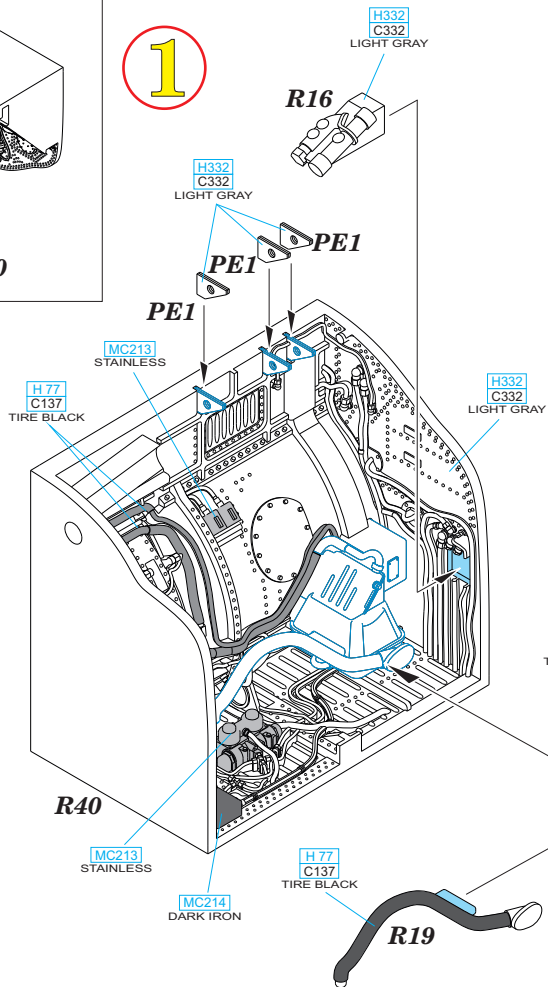 1
H332
C332
LIGHT GRAY
R16
H332
C332
LIGHT GRAY
PE1
PE1
PE1
MC213
STAINLESS
H 77
C137
TIRE BLACK
H332
C332
LIGHT GRAY
R40
MC213
STAINLESS
MC214
DARK IRON
H 77
C137
TIRE BLACK
R19